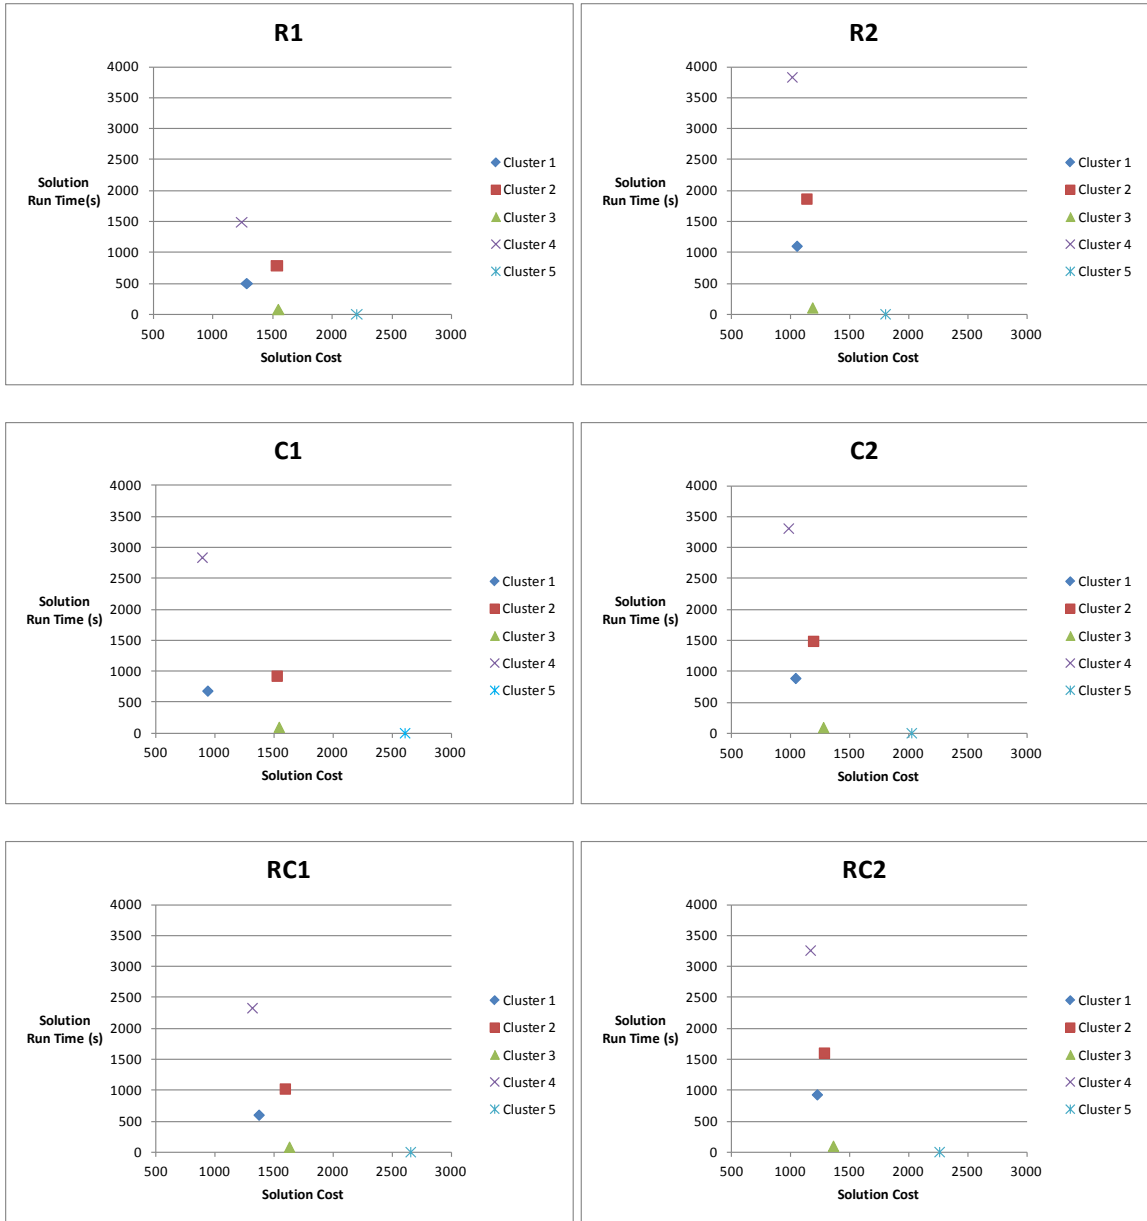 R1
4000
3500
3000
2500
2000
1500
1000
500
0
Solution
Run Time(s)
500 1000 1500 2000 2500 3000
Solution Cost
Cluster 1
Cluster 2
Cluster 3
Cluster 4
Cluster 5
R2
4000
3500
3000
2500
2000
1500
1000
500
0
Solution
Run Time (s)
500 1000 1500 2000 2500 3000
Solution Cost
Cluster 1
Cluster 2
Cluster 3
Cluster 4
Cluster 5
C1
4000
3500
3000
2500
2000
1500
1000
500
0
Solution
Run Time (s)
500 1000 1500 2000 2500 3000
Solution Cost
Cluster 1
Cluster 2
Cluster 3
Cluster 4
Cluster 5
C2
4000
3500
3000
2500
2000
1500
1000
500
0
Solution
Run Time (s)
500 1000 1500 2000 2500 3000
Solution Cost
Cluster 1
Cluster 2
Cluster 3
Cluster 4
Cluster 5
RC1
4000
3500
3000
2500
2000
1500
1000
500
0
Solution
Run Time (s)
500 1000 1500 2000 2500 3000
Solution Cost
Cluster 1
Cluster 2
Cluster 3
Cluster 4
Cluster 5
RC2
4000
3500
3000
2500
2000
1500
1000
500
0
Solution
Run Time (s)
500 1000 1500 2000 2500 3000
Solution Cost
Cluster 1
Cluster 2
Cluster 3
Cluster 4
Cluster 5